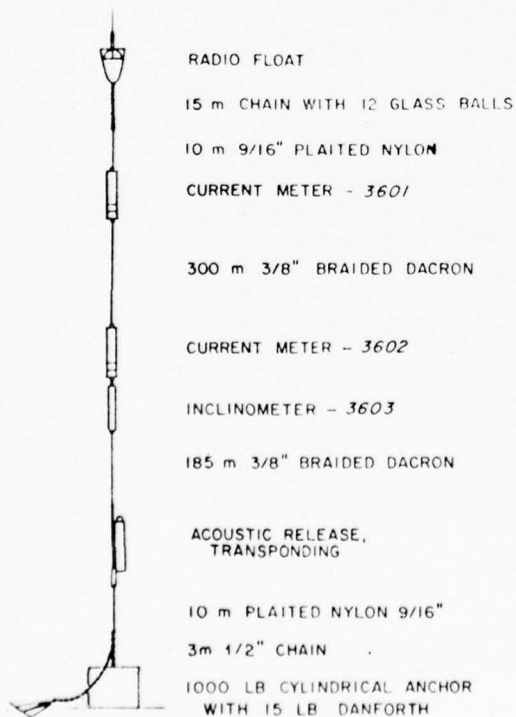 RADIO FLOAT
15 m CHAIN WITH 12 GLASS BALLS
10 m 9/16" PLAITED NYLON
CURRENT METER - 3601
300 m 3/8" BRAIDED DACRON
CURRENT METER - 3602
INCLINOMETER - 3603
185 m 3/8" BRAIDED DACRON
ACOUSTIC RELEASE,
TRANSPONDING
10 m PLAITED NYLON 9/16"
3m 1/2" CHAIN
1000 LB CYLINDRICAL ANCHOR
WITH 15 LB DANFORTH